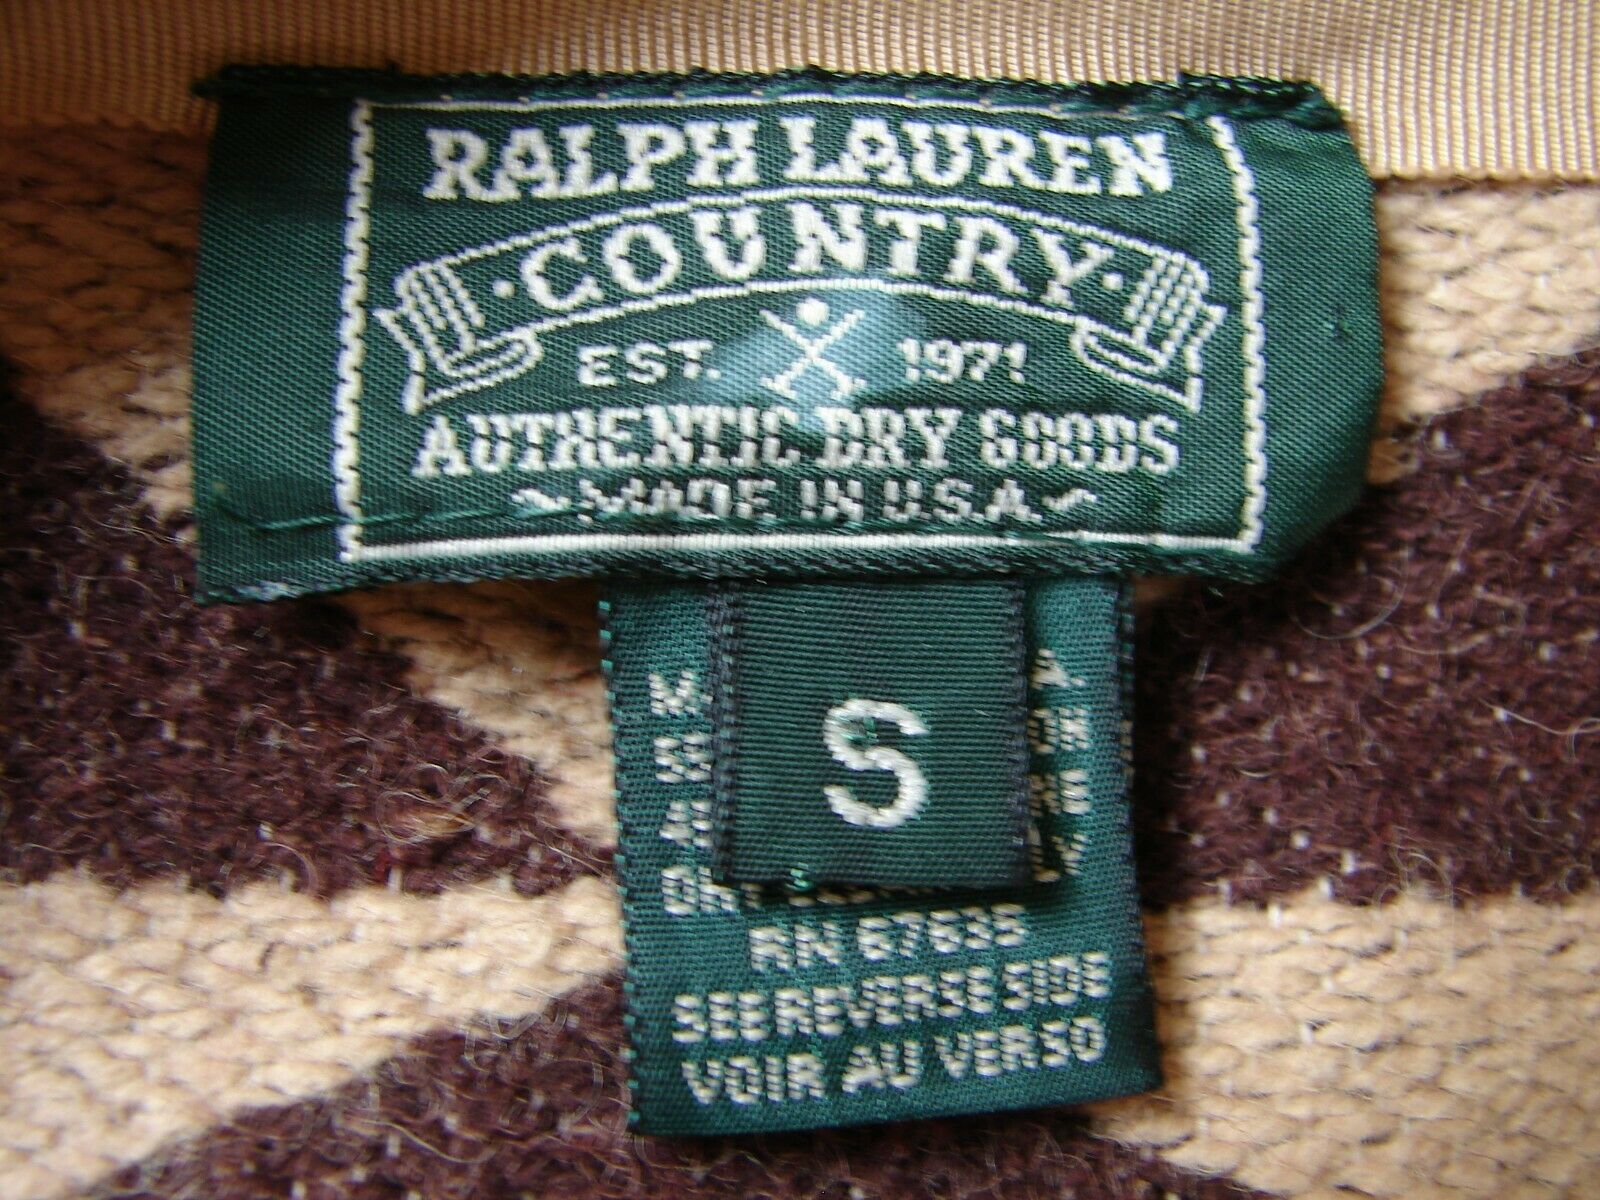 RALPH LAUREN
·COUNTRY·
EST. 1971
AUTHENTIC DRY GOODS
~MADE IN U.S.A~
S
RN 67635
SEE REVERSE SIDE
VOIR AU VERSO